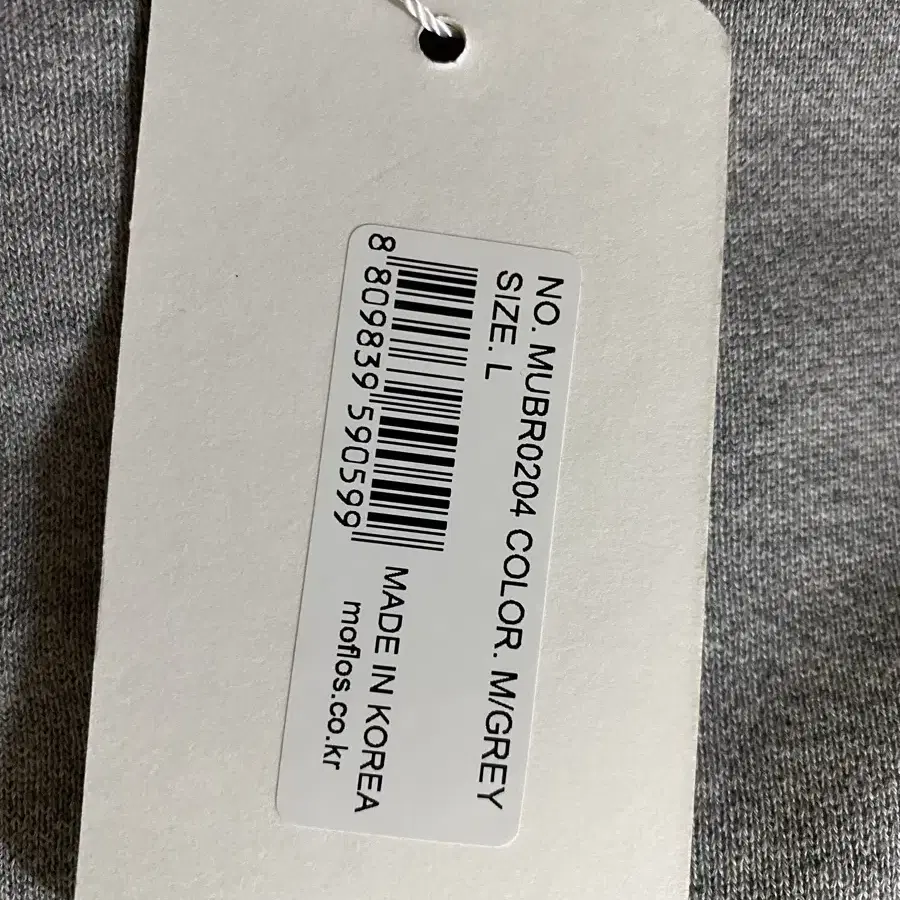 NO. MUBR0204 COLOR. M/GREY
SIZE. L
8 809839 590599
MADE IN KOREA
moflos.co.kr